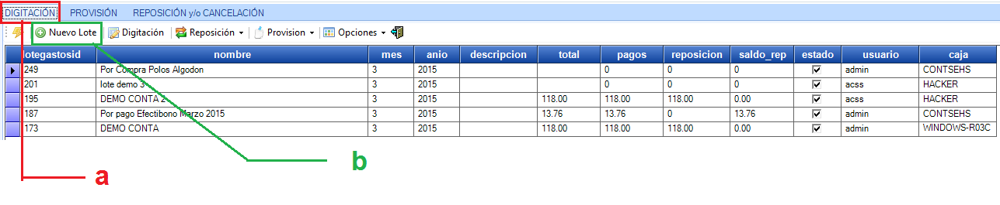 DIGITACIÓN PROVISIÓN REPOSICIÓN y/o CANCELACIÓN
Nuevo Lote Digitación Reposición Provision Opciones
lotegastosid nombre mes anio descripcion total pagos reposicion saldo_rep estado usuario caja
249 Por Compra Polos Algodon 3 2015 0 0 0 admin CONTSEHS
201 lote demo 3 3 2015 0 0 0 acss HACKER
195 DEMO CONTA 2 3 2015 118.00 118.00 118.00 0.00 acss HACKER
187 Por pago Efectibono Marzo 2015 3 2015 13.76 13.76 0 13.76 admin CONTSEHS
173 DEMO CONTA 3 2015 118.00 118.00 118.00 0.00 admin WINDOWS-R03C
b
a